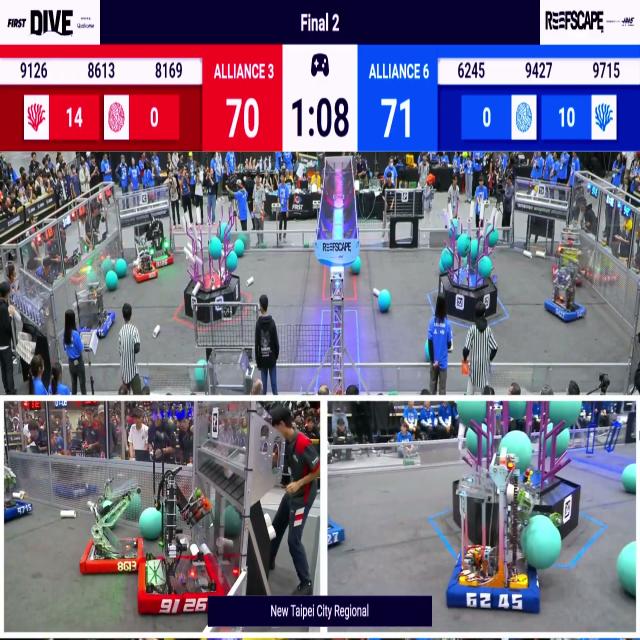 FIRST DIVE
Qualcomm
Final 2
REEFSCAPE
9126 8613 8169
ALLIANCE 3
ALLIANCE 6
6245 9427 9715
14 0
70
1:08
71
0 10
REEFSCAPE
9715
8613
9126
6245
New Taipei City Regional